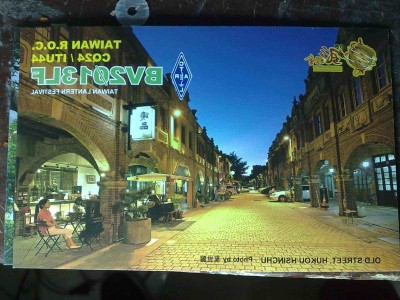 TAIWAN R.O.C.
CQ24 / ITU44
BV2013LF
TAIWAN LANTERN FESTIVAL
OLD STREET, HUKOU HSINCHU
Photo by